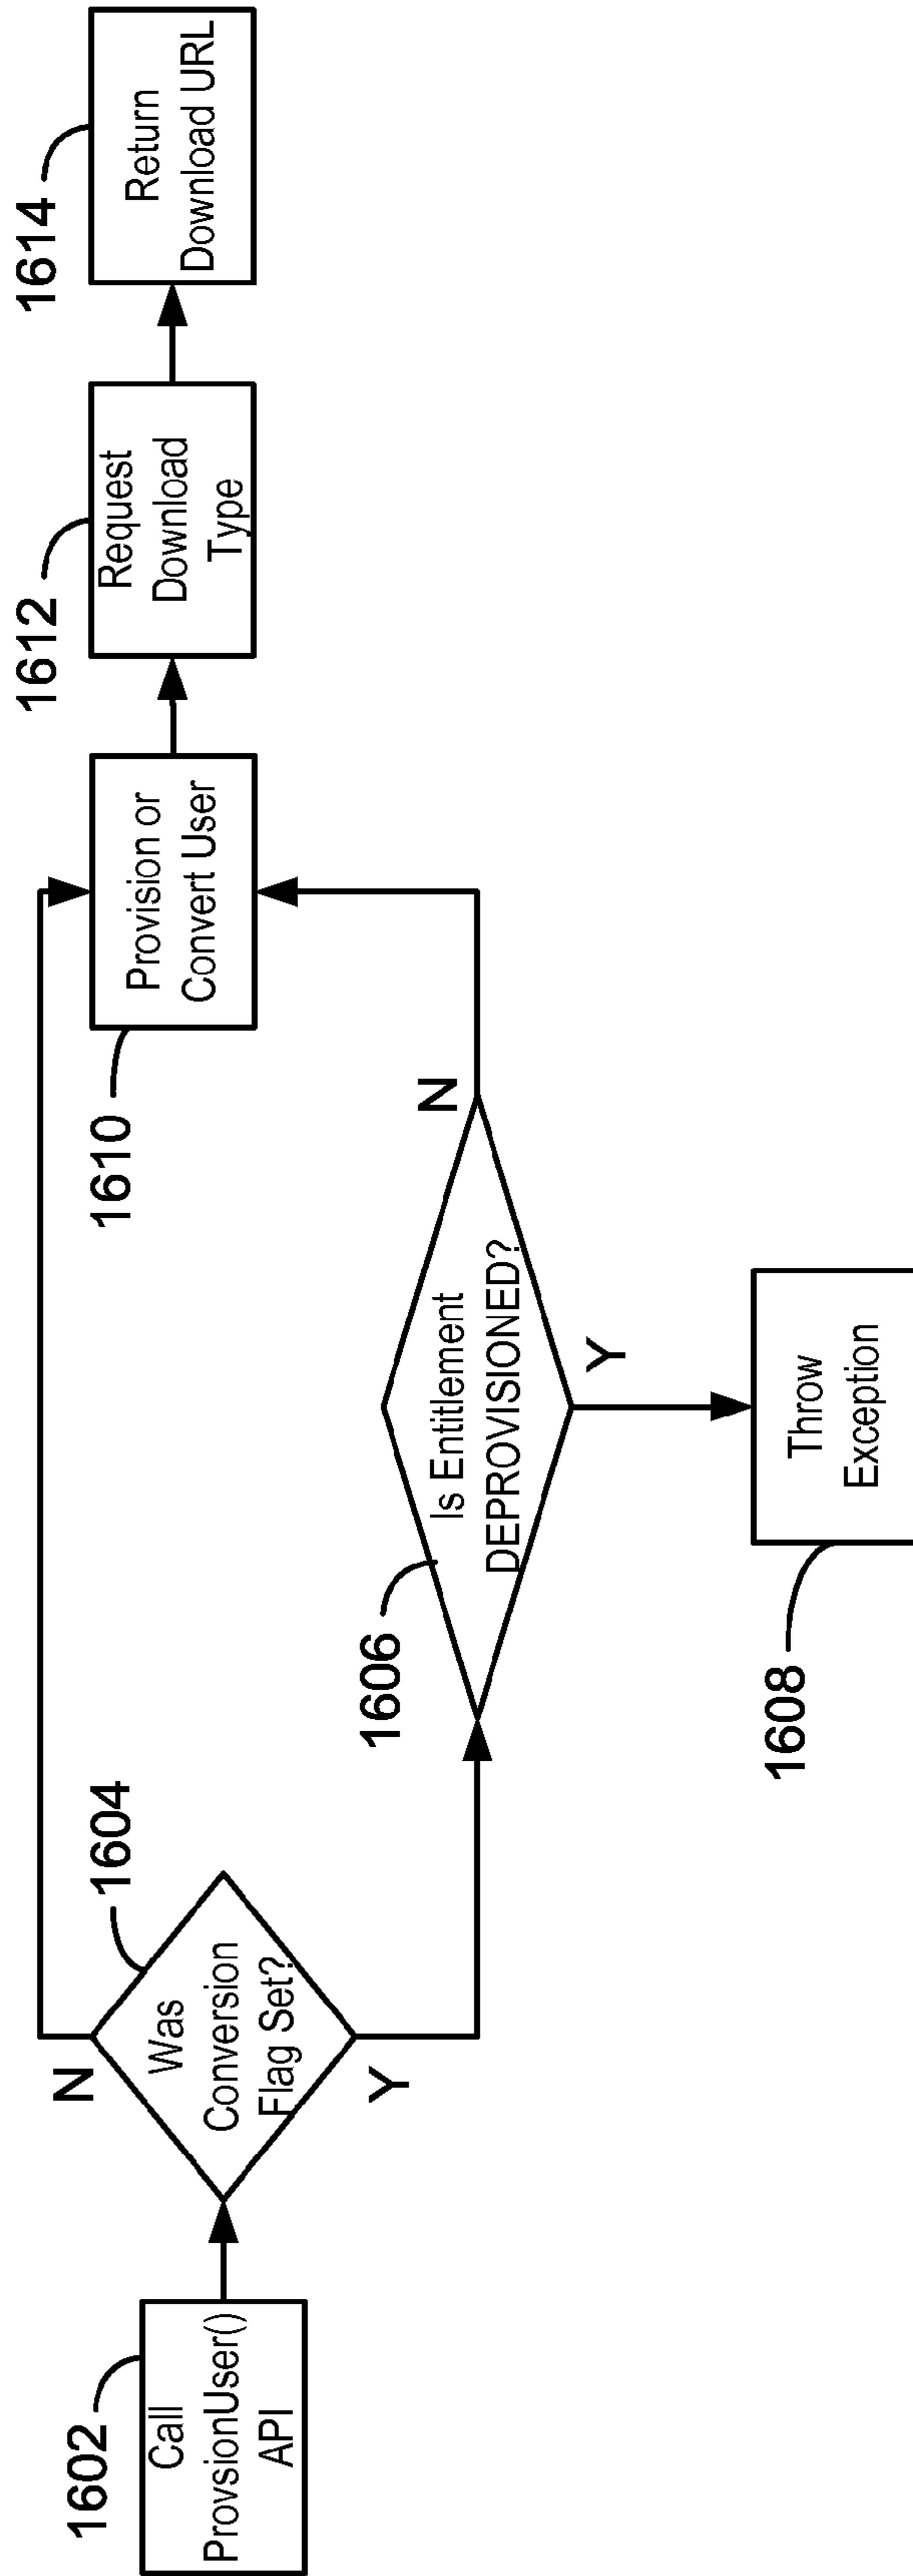 1602
Call
ProvsionUser()
API
1604
Was
Conversion
Flag Set?
N
Y
1606
Is Entitlement
DEPROVISIONED?
N
Y
1608
Throw
Exception
1610
Provision or
Convert User
1612
Request
Download
Type
1614
Return
Download URL